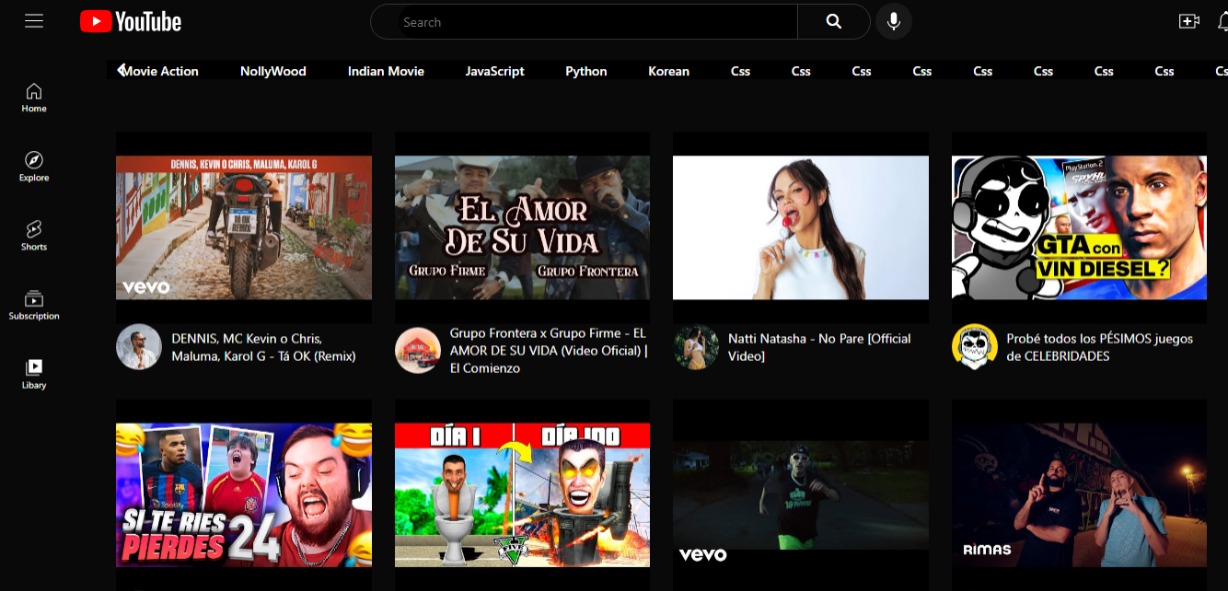 YouTube
Search
Movie Action NollyWood Indian Movie JavaScript Python Korean Css Css Css Css Css Css Css Css Cs
Home
Explore
Shorts
Subscription
Libary
DENNIS, KEVIN O CHRIS, MALUMA, KAROL G
TÁ OK
REMIX
vevo
EL AMOR
DE SU VIDA
GRUPO FIRME GRUPO FRONTERA
PlayStation 2
GTA con
VIN DIESEL?
DENNIS, MC Kevin o Chris,
Maluma, Karol G - Tá OK (Remix)
Grupo Frontera x Grupo Firme - EL
AMOR DE SU VIDA (Video Oficial) |
El Comienzo
Natti Natasha - No Pare [Official
Video]
Probé todos los PÉSIMOS juegos
de CELEBRIDADES
Spotify
SI TE RIES
PIERDES 24
DÍA 1 DÍA 100
vevo
RIMAS